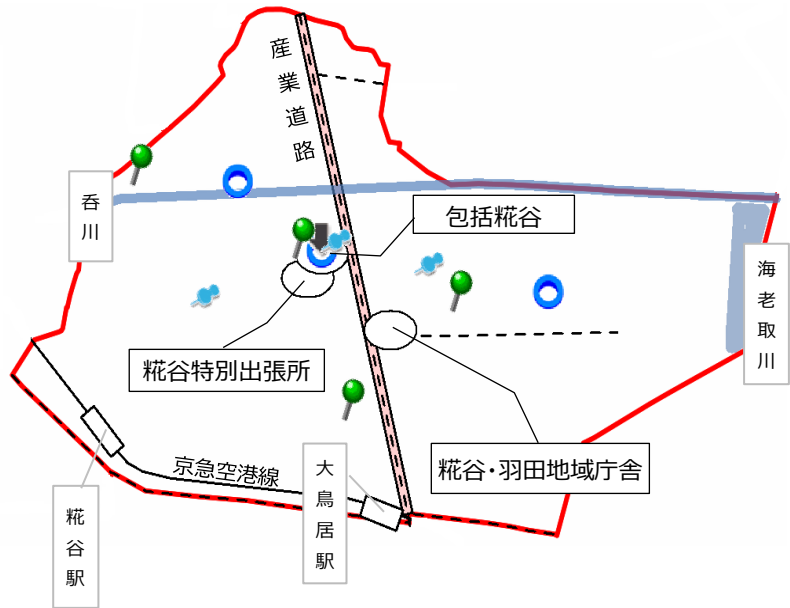 産業道路
呑川
包括糀谷
海老取川
糀谷特別出張所
糀谷・羽田地域庁舎
京急空港線
大鳥居駅
糀谷駅